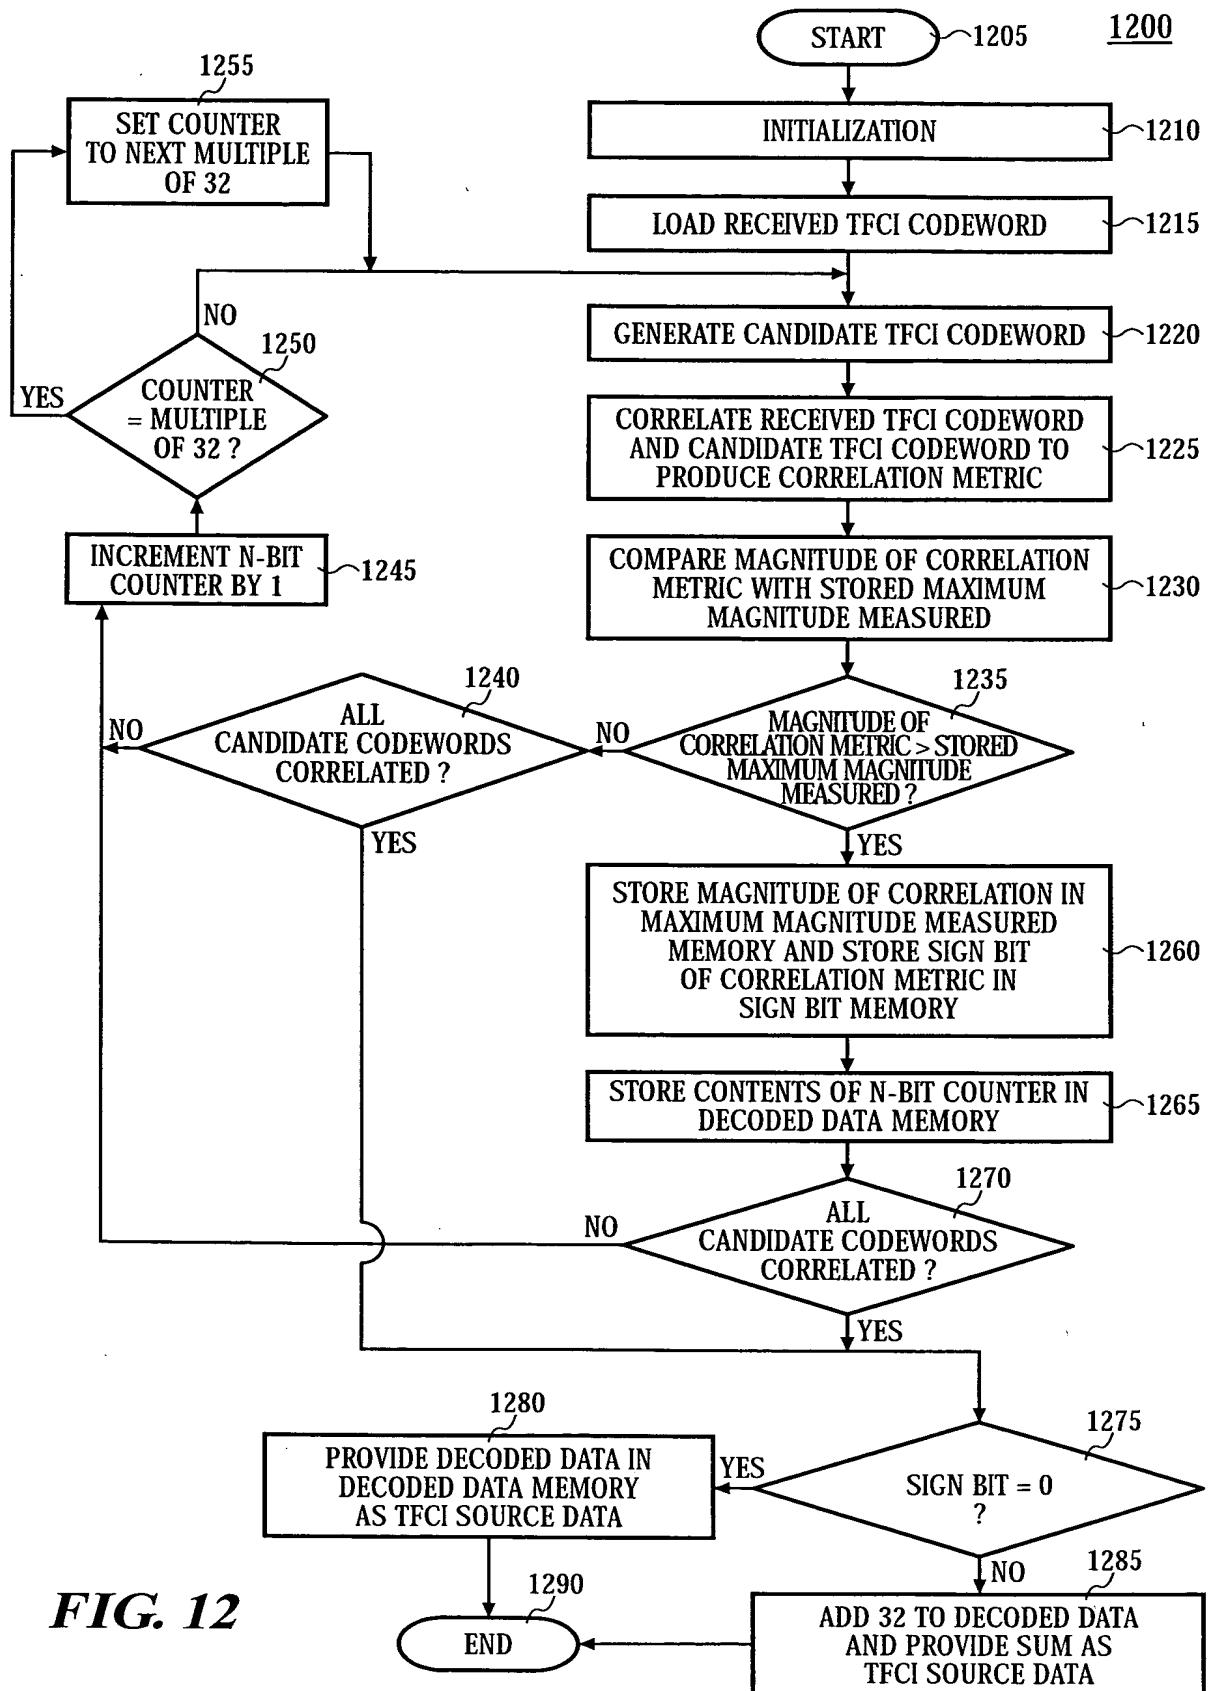 1200
START
1205
INITIALIZATION
1210
LOAD RECEIVED TFCI CODEWORD
1215
GENERATE CANDIDATE TFCI CODEWORD
1220
CORRELATE RECEIVED TFCI CODEWORD
AND CANDIDATE TFCI CODEWORD TO
PRODUCE CORRELATION METRIC
1225
COMPARE MAGNITUDE OF CORRELATION
METRIC WITH STORED MAXIMUM
MAGNITUDE MEASURED
1230
1235
MAGNITUDE OF
CORRELATION METRIC > STORED
MAXIMUM MAGNITUDE
MEASURED ?
NO
YES
1240
ALL
CANDIDATE CODEWORDS
CORRELATED ?
NO
YES
INCREMENT N-BIT
COUNTER BY 1
1245
1250
COUNTER
= MULTIPLE
OF 32 ?
YES
NO
1255
SET COUNTER
TO NEXT MULTIPLE
OF 32
STORE MAGNITUDE OF CORRELATION IN
MAXIMUM MAGNITUDE MEASURED
MEMORY AND STORE SIGN BIT
OF CORRELATION METRIC IN
SIGN BIT MEMORY
1260
STORE CONTENTS OF N-BIT COUNTER IN
DECODED DATA MEMORY
1265
1270
ALL
CANDIDATE CODEWORDS
CORRELATED ?
NO
YES
1275
SIGN BIT = 0
?
YES
NO
1280
PROVIDE DECODED DATA IN
DECODED DATA MEMORY
AS TFCI SOURCE DATA
1285
ADD 32 TO DECODED DATA
AND PROVIDE SUM AS
TFCI SOURCE DATA
1290
END
FIG. 12